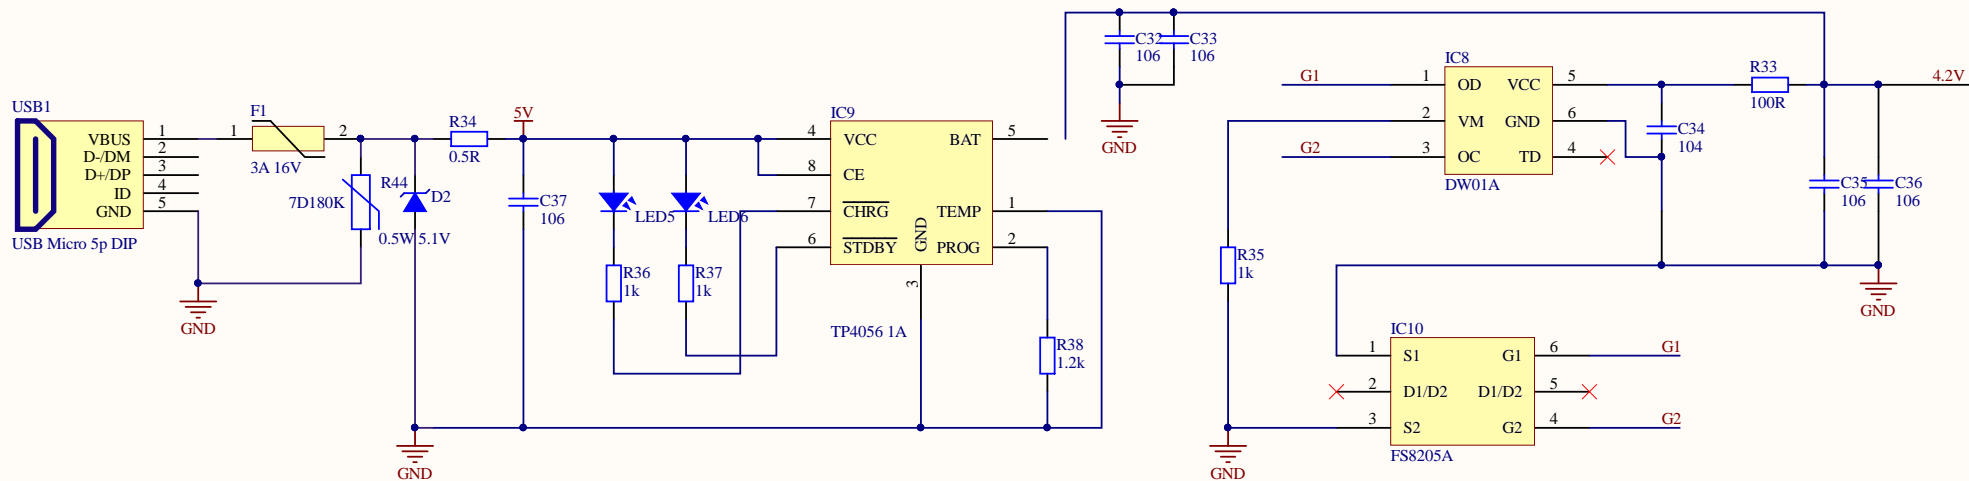 USB1
VBUS 1
D-/DM 2
D+/DP 3
ID 4
GND 5
USB Micro 5p DIP
GND
F1
1 2
3A 16V
R44
7D180K
D2
0.5W 5.1V
GND
R34
0.5R
5V
C37
106
LED5
LED6
R36
1k
R37
1k
IC9
4 VCC BAT 5
8 CE
7 CHRG TEMP 1
6 STDBY GND PROG 2
3
TP4056 1A
R38
1.2k
C32
106
C33
106
GND
G1
G2
R35
1k
GND
IC8
1 OD VCC 5
2 VM GND 6
3 OC TD 4
DW01A
C34
104
R33
100R
4.2V
C35
106
C36
106
GND
IC10
1 S1 G1 6 G1
2 D1/D2 D1/D2 5
3 S2 G2 4 G2
FS8205A